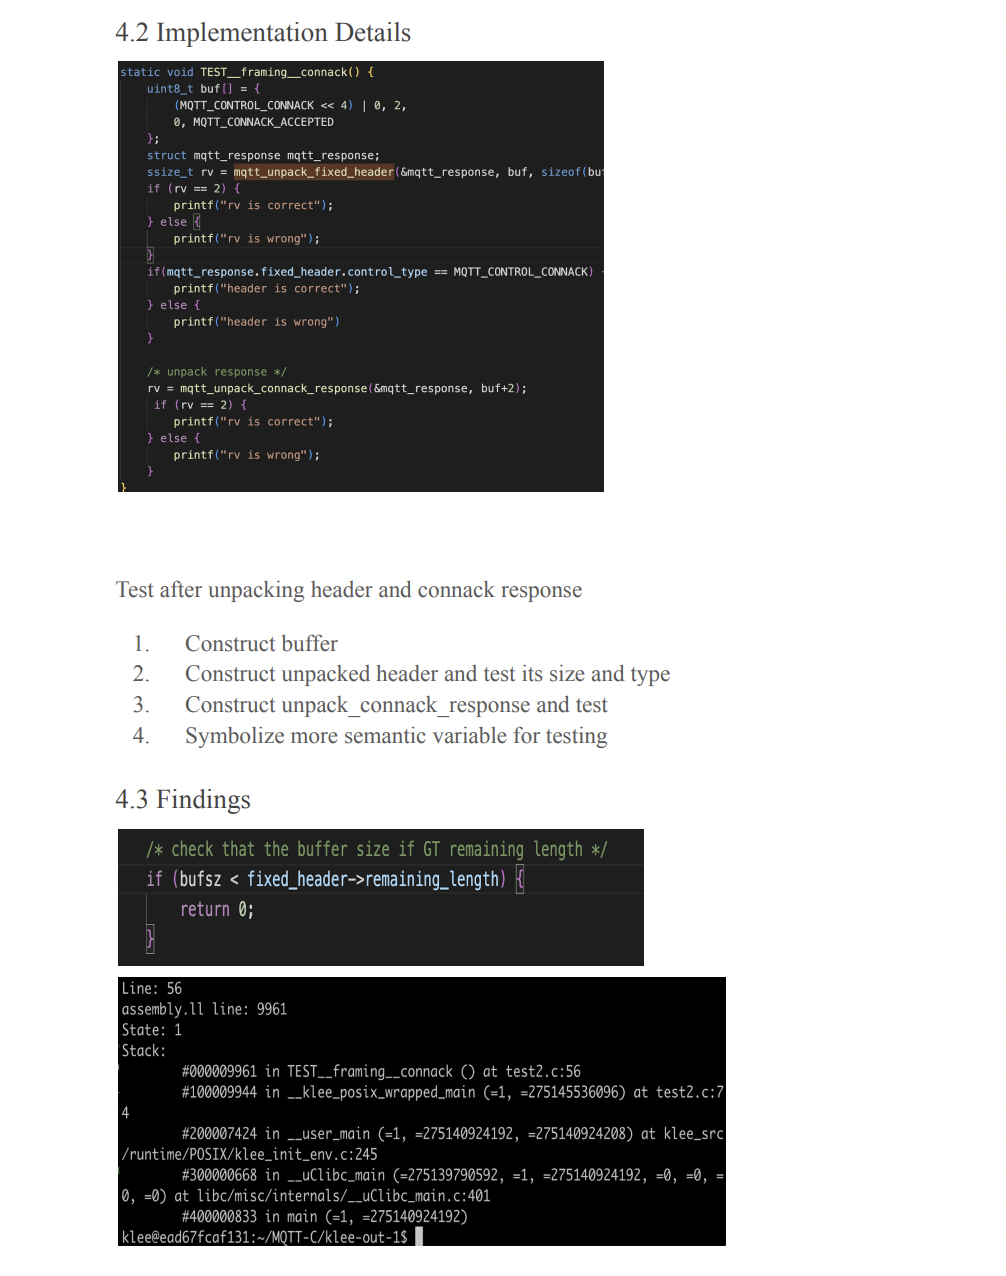 4.2 Implementation Details
static void TEST__framing__connack() {
uint8_t buf[] = {
(MQTT_CONTROL_CONNACK << 4) | 0, 2,
0, MQTT_CONNACK_ACCEPTED
};
struct mqtt_response mqtt_response;
ssize_t rv = mqtt_unpack_fixed_header(&mqtt_response, buf, sizeof(bu
if (rv == 2) {
printf("rv is correct");
} else {
printf("rv is wrong");
}
if(mqtt_response.fixed_header.control_type == MQTT_CONTROL_CONNACK)
printf("header is correct");
} else {
printf("header is wrong")
}
/* unpack response */
rv = mqtt_unpack_connack_response(&mqtt_response, buf+2);
if (rv == 2) {
printf("rv is correct");
} else {
printf("rv is wrong");
}
}
Test after unpacking header and connack response
1. Construct buffer
2. Construct unpacked header and test its size and type
3. Construct unpack_connack_response and test
4. Symbolize more semantic variable for testing
4.3 Findings
/* check that the buffer size if GT remaining length */
if (bufsz < fixed_header->remaining_length) {
return 0;
}
Line: 56
assembly.ll line: 9961
State: 1
Stack:
#000009961 in TEST__framing__connack () at test2.c:56
#100009944 in __klee_posix_wrapped_main (=1, =275145536096) at test2.c:7
4
#200007424 in __user_main (=1, =275140924192, =275140924208) at klee_src
/runtime/POSIX/klee_init_env.c:245
#300000668 in __uClibc_main (=275139790592, =1, =275140924192, =0, =0, =
0, =0) at libc/misc/internals/__uClibc_main.c:401
#400000833 in main (=1, =275140924192)
klee@ead67fcaf131:~/MQTT-C/klee-out-1$